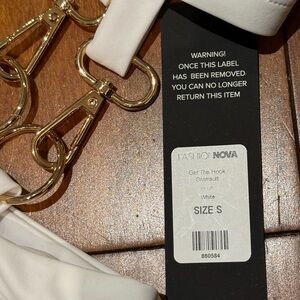 WARNING!
ONCE THIS LABEL
HAS BEEN REMOVED
YOU CAN NO LONGER
RETURN THIS ITEM
FASHION NOVA
Get The Hook
White
SIZE S
860584